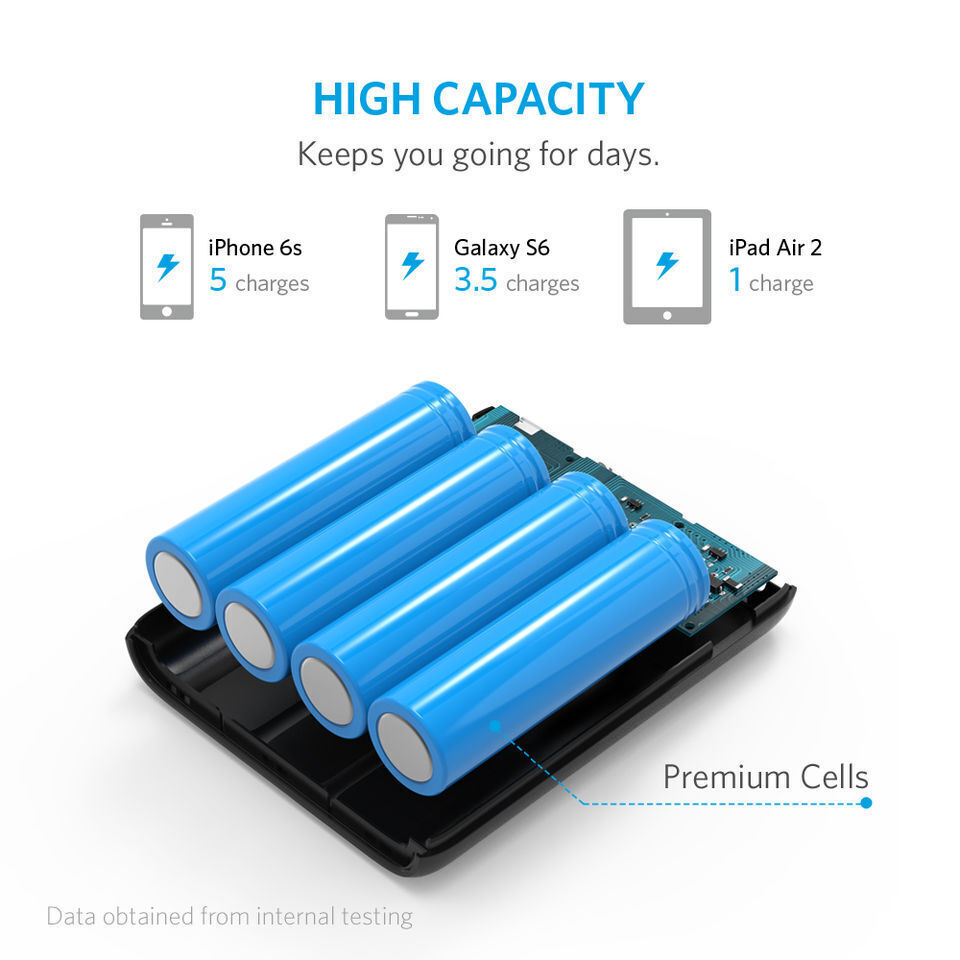 HIGH CAPACITY
Keeps you going for days.
iPhone 6s
5 charges
Galaxy S6
3.5 charges
iPad Air 2
1 charge
Premium Cells
Data obtained from internal testing